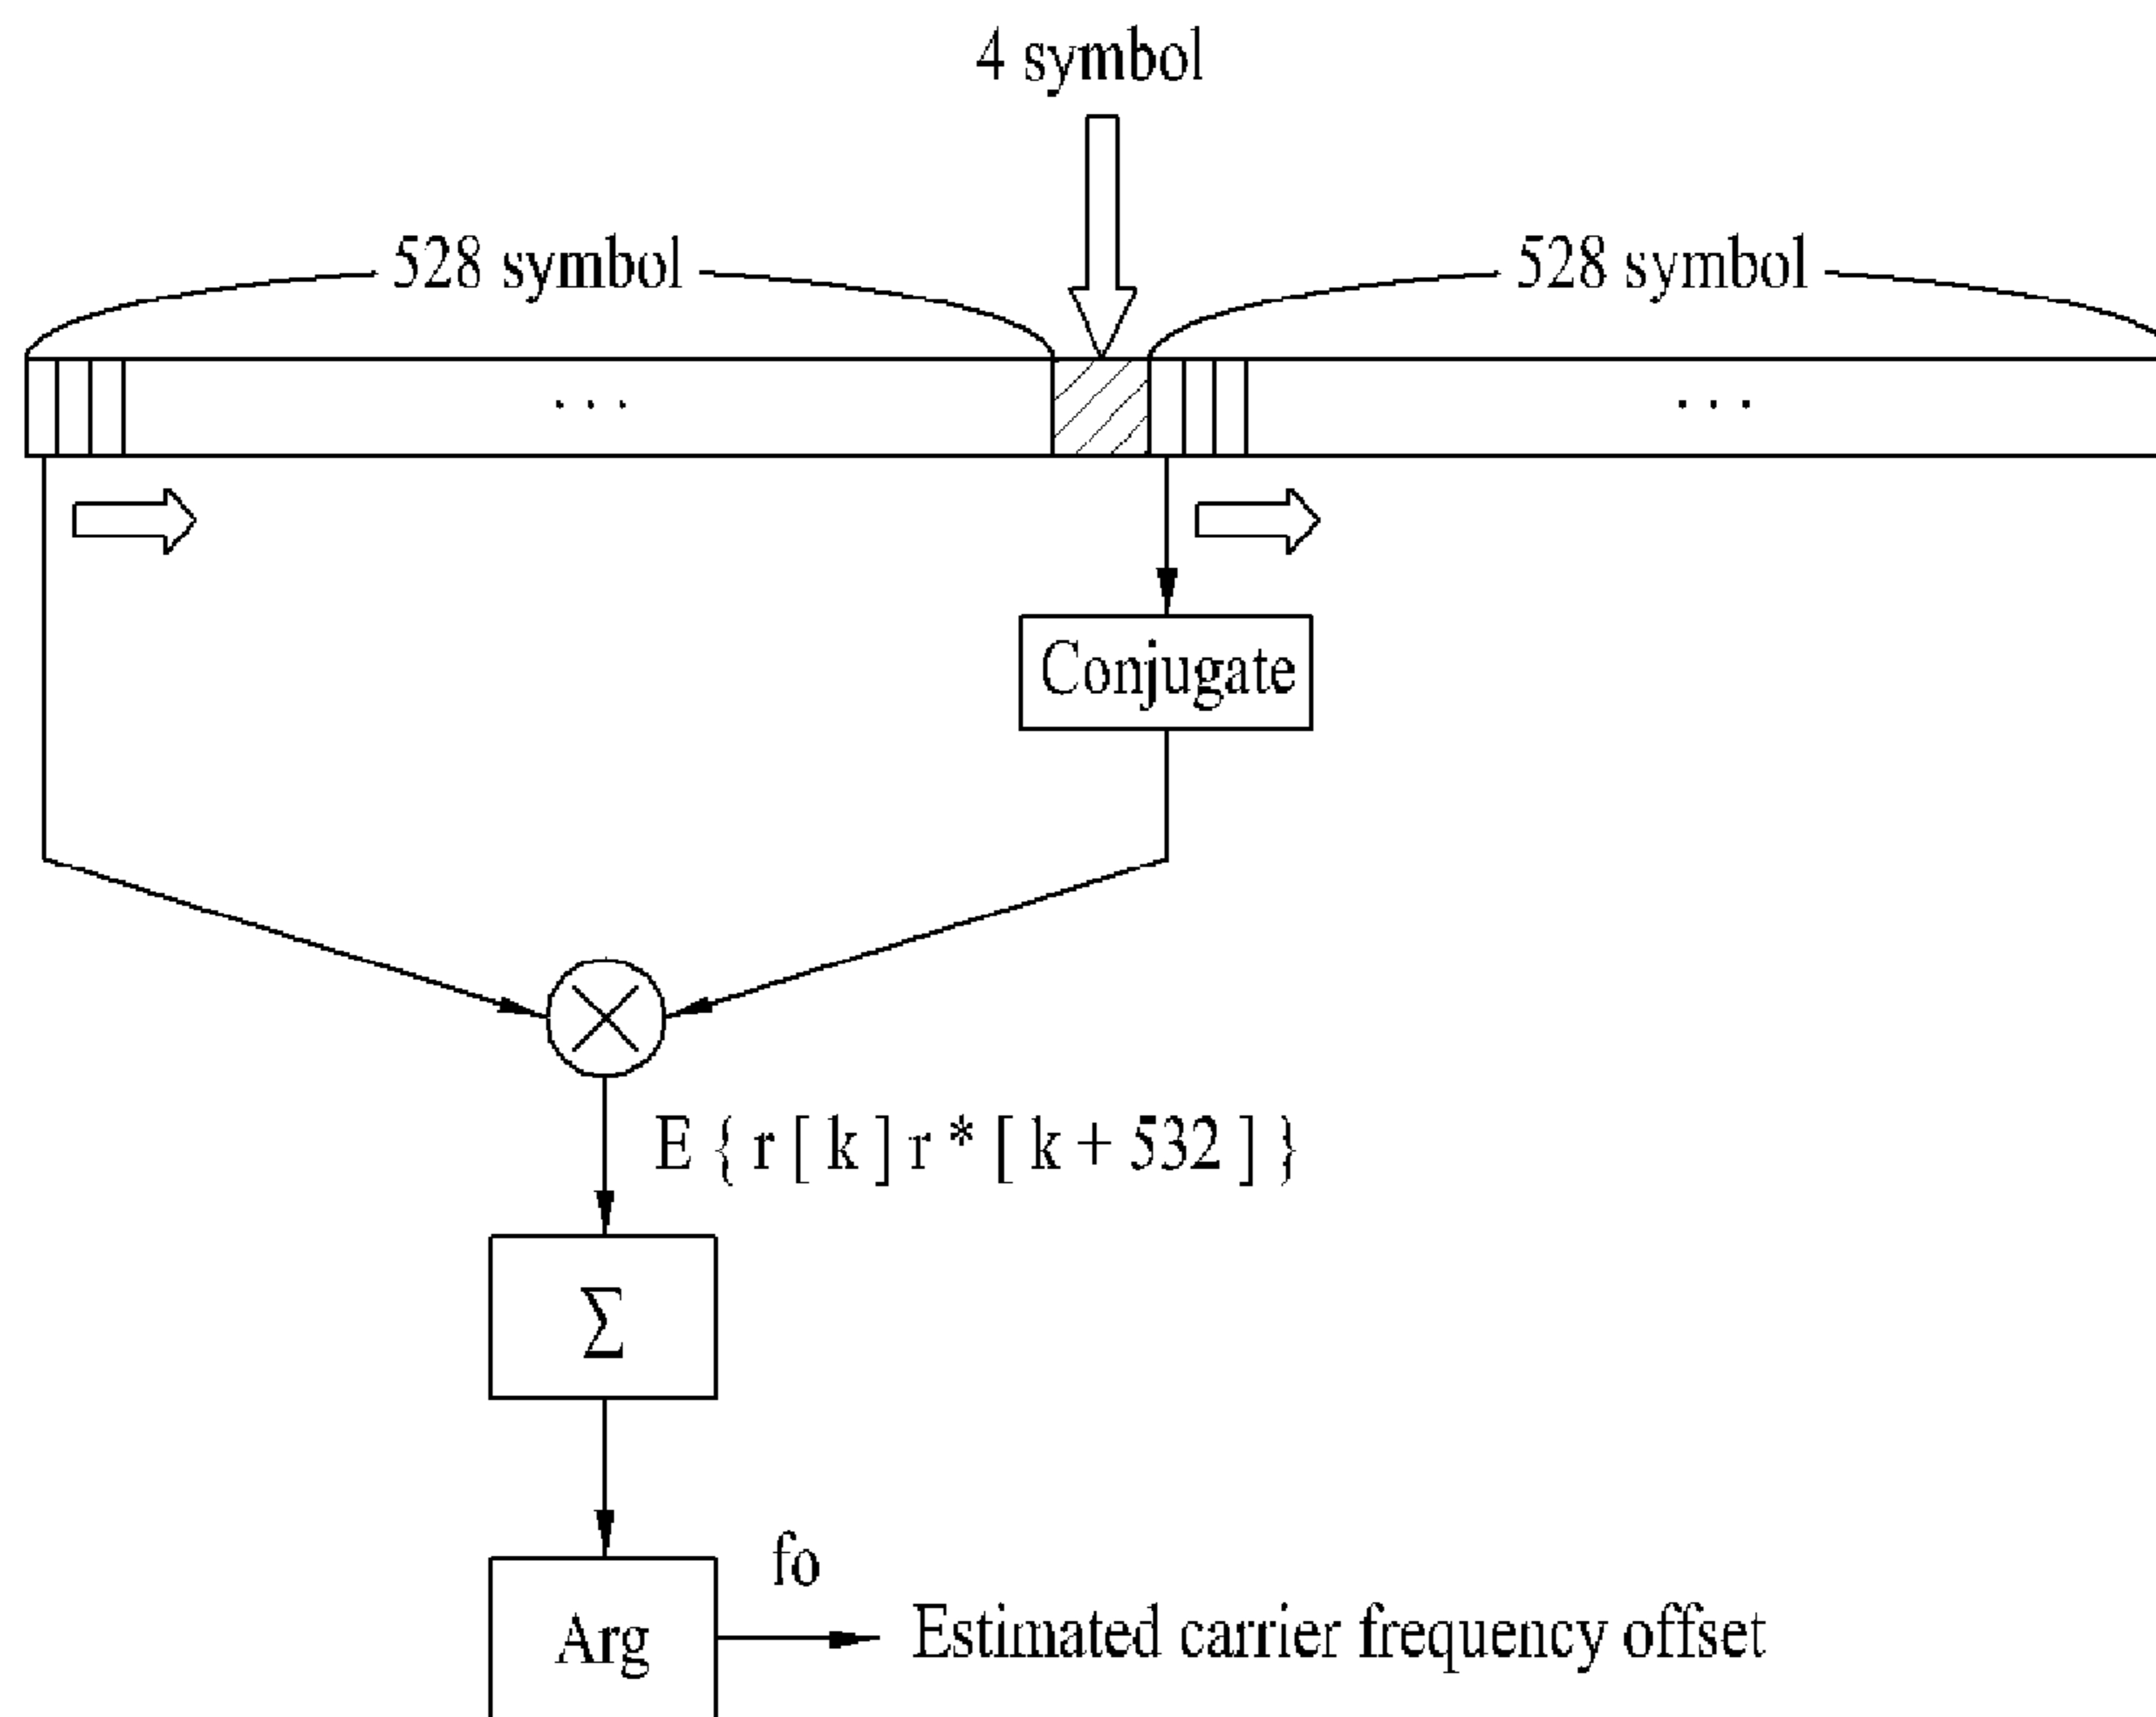 4 symbol
528 symbol
528 symbol
. . .
. . .
Conjugate
E { r [ k ] r * [ k + 532 ] }
Σ
fo
Arg
Estimated carrier frequency offset